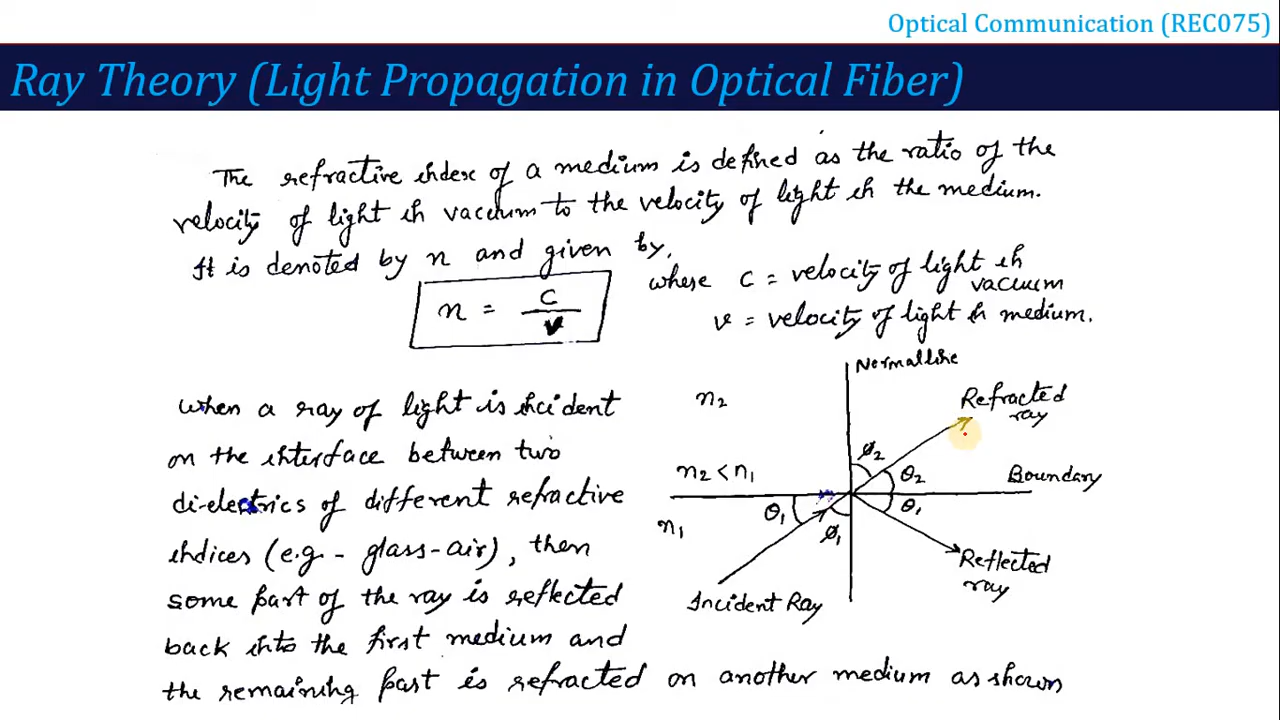 Optical Communication (REC075)
Ray Theory (Light Propagation in Optical Fiber)
The refractive index of a medium is defined as the ratio of the
velocity of light in vaccum to the velocity of light in the medium.
It is denoted by n and given by,
n = c/v
where c = velocity of light in
vacuum
v = velocity of light in medium.
When a ray of light is incident
on the interface between two
di-electrics of different refractive
indices (e.g - glass-air), then
some part of the ray is reflected
back into the first medium and
the remaining part is refracted on another medium as shown
Normal line
n2
Refracted
ray
ϕ2
n2 < n1
θ2
Boundary
θ1
θ1
n1
ϕ1
Reflected
ray
Incident Ray